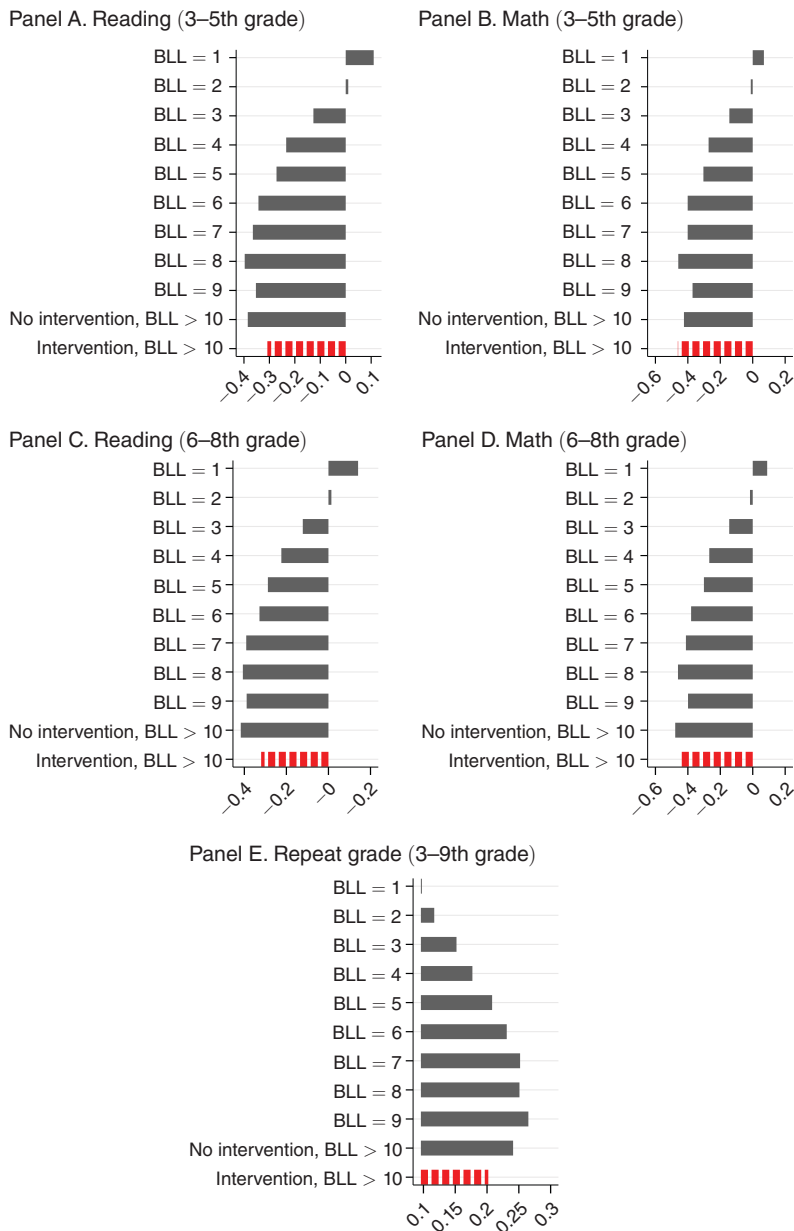 Panel A. Reading (3–5th grade)
BLL = 1
BLL = 2
BLL = 3
BLL = 4
BLL = 5
BLL = 6
BLL = 7
BLL = 8
BLL = 9
No intervention, BLL > 10
Intervention, BLL > 10
−0.4 −0.3 −0.2 −0.1 0 0.1
Panel B. Math (3–5th grade)
BLL = 1
BLL = 2
BLL = 3
BLL = 4
BLL = 5
BLL = 6
BLL = 7
BLL = 8
BLL = 9
No intervention, BLL > 10
Intervention, BLL > 10
−0.6 −0.4 −0.2 0 0.2
Panel C. Reading (6–8th grade)
BLL = 1
BLL = 2
BLL = 3
BLL = 4
BLL = 5
BLL = 6
BLL = 7
BLL = 8
BLL = 9
No intervention, BLL > 10
Intervention, BLL > 10
−0.4 −0.2 −0 −0.2
Panel D. Math (6–8th grade)
BLL = 1
BLL = 2
BLL = 3
BLL = 4
BLL = 5
BLL = 6
BLL = 7
BLL = 8
BLL = 9
No intervention, BLL > 10
Intervention, BLL > 10
−0.6 −0.4 −0.2 0 0.2
Panel E. Repeat grade (3–9th grade)
BLL = 1
BLL = 2
BLL = 3
BLL = 4
BLL = 5
BLL = 6
BLL = 7
BLL = 8
BLL = 9
No intervention, BLL > 10
Intervention, BLL > 10
0.1 0.15 0.2 0.25 0.3